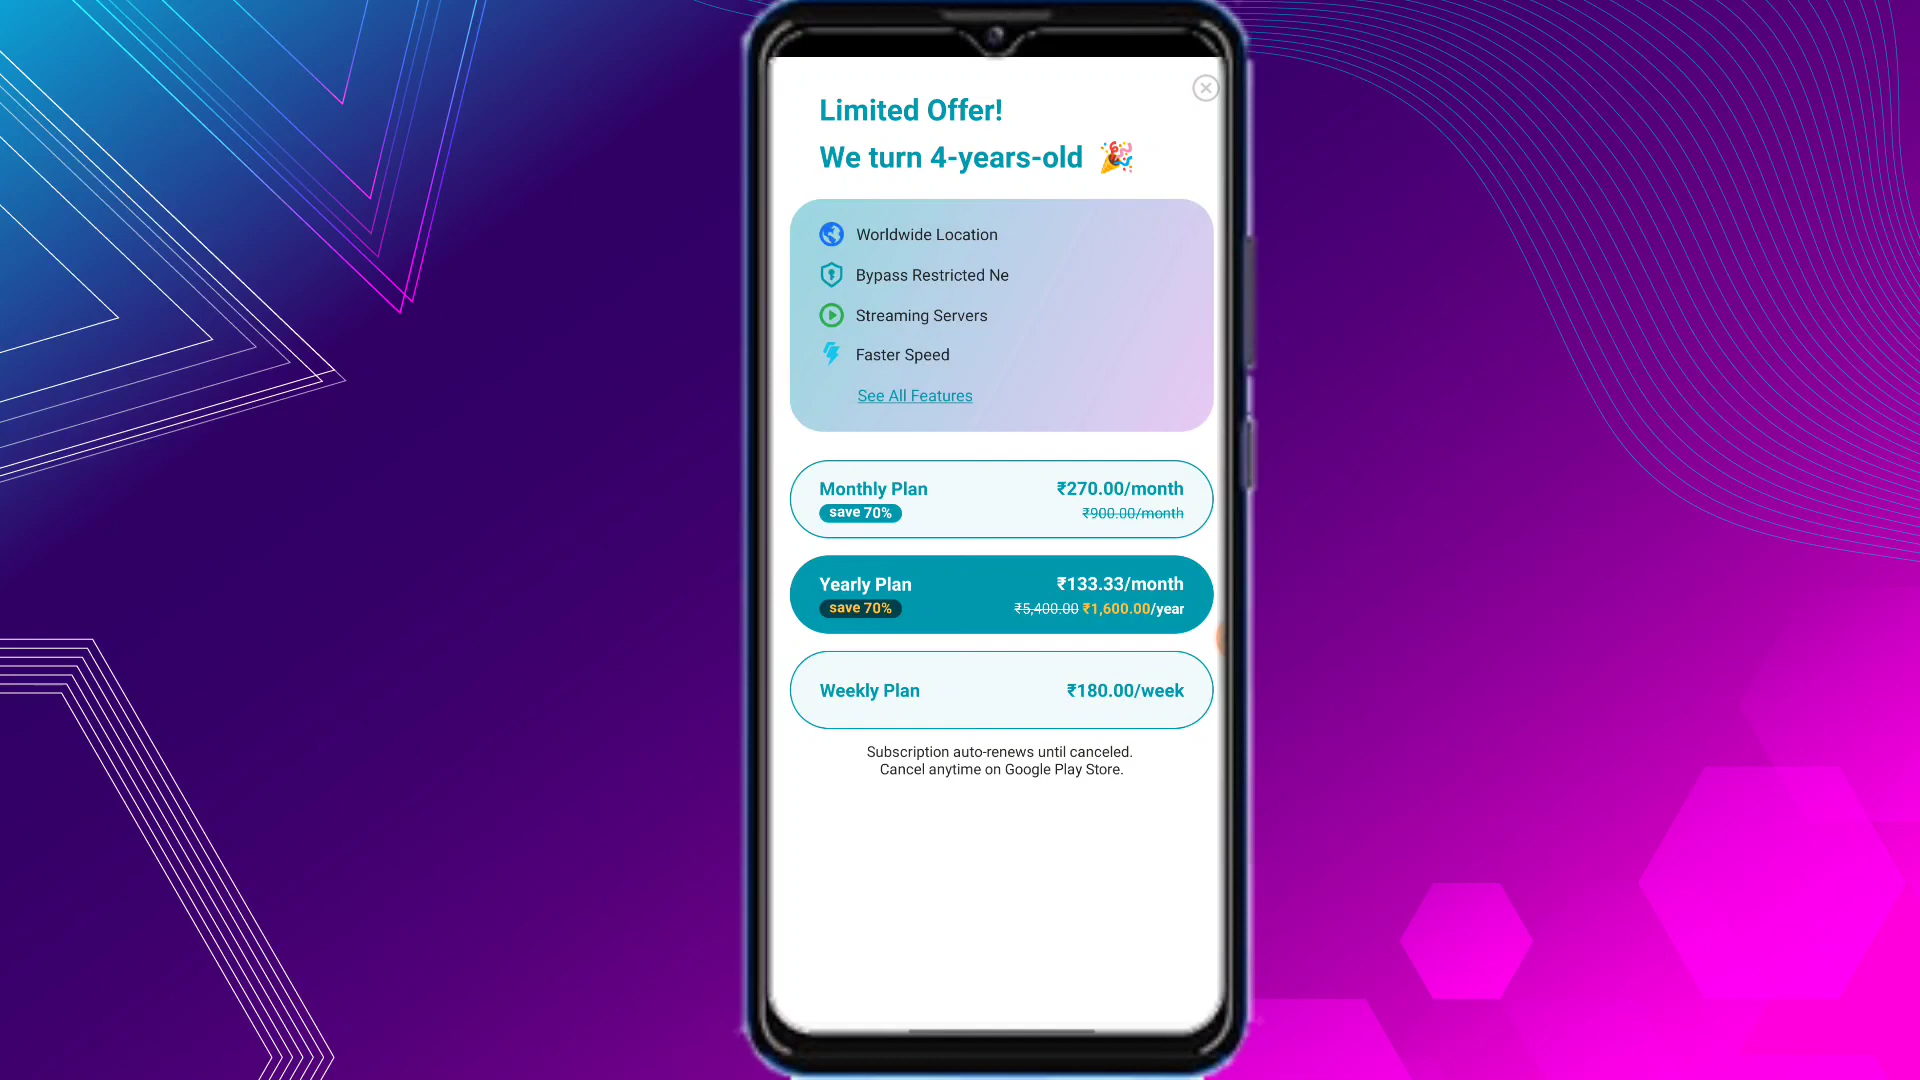 Limited Offer!
We turn 4-years-old
Worldwide Location
Bypass Restricted Ne
Streaming Servers
Faster Speed
See All Features
Monthly Plan ₹270.00/month
save 70% ₹900.00/month
Yearly Plan ₹133.33/month
save 70% ₹5,400.00 ₹1,600.00/year
Weekly Plan ₹180.00/week
Subscription auto-renews until canceled.
Cancel anytime on Google Play Store.